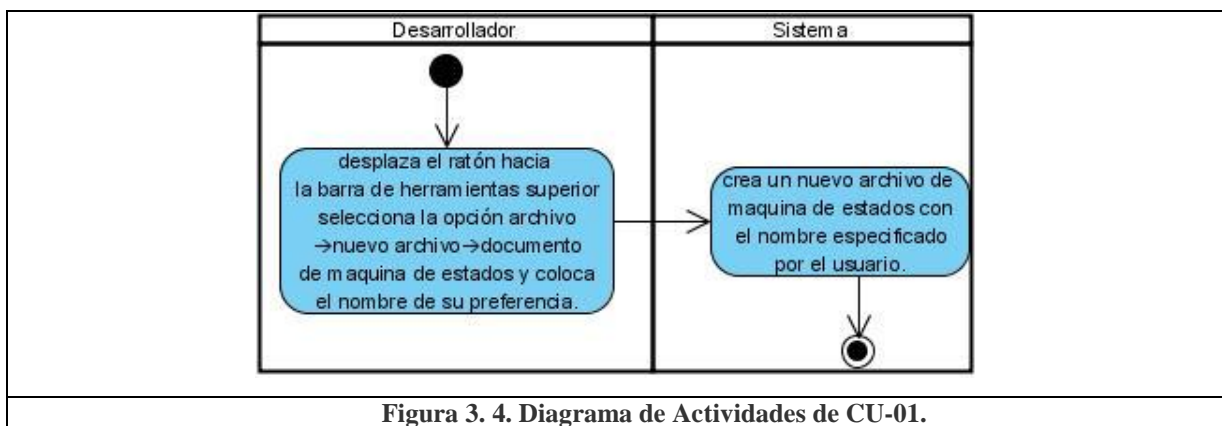 Desarrollador
Sistema
desplaza el ratón hacia
la barra de herramientas superior
selecciona la opción archivo
→nuevo archivo→documento
de maquina de estados y coloca
el nombre de su preferencia.
crea un nuevo archivo de
maquina de estados con
el nombre especificado
por el usuario.
Figura 3. 4. Diagrama de Actividades de CU-01.